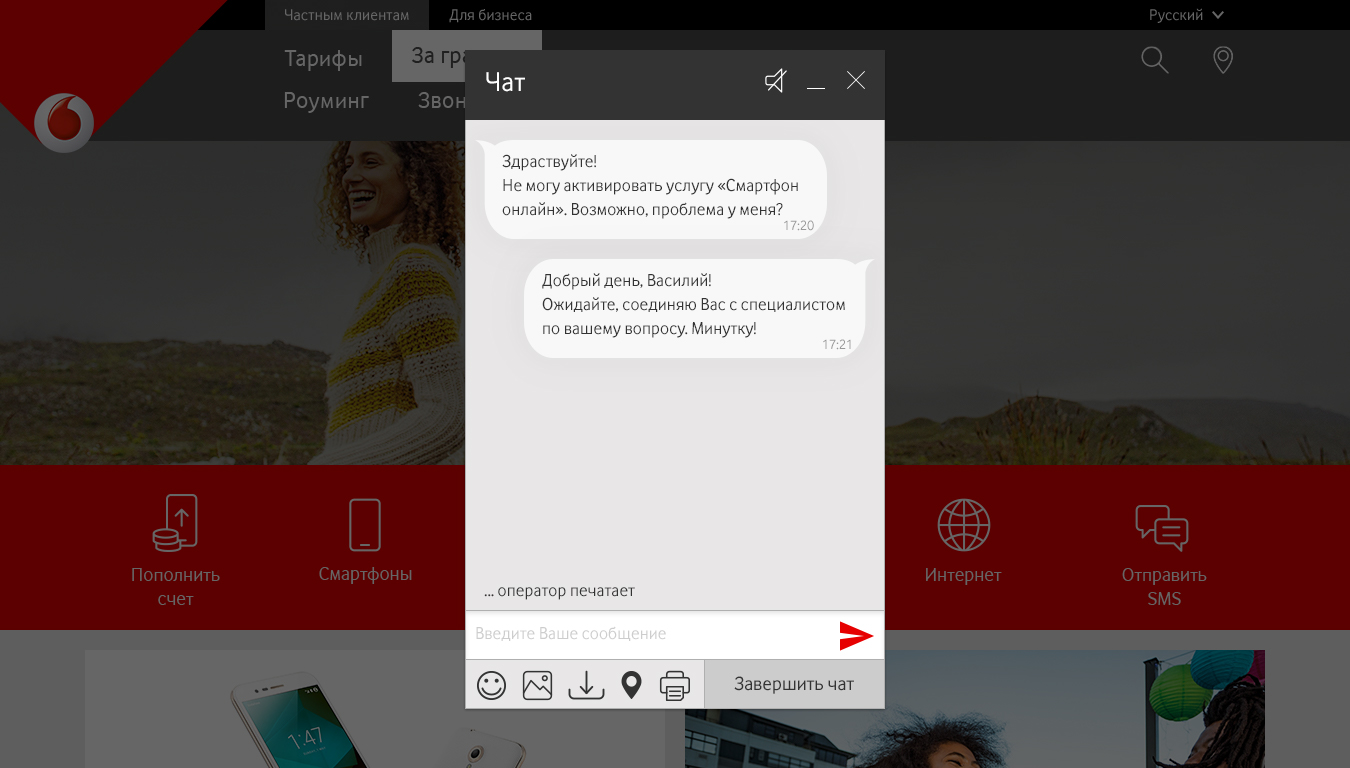 Частным клиентам
Для бизнеса
Русский
Тарифы
За гра
Роуминг
Звон
Чат
Здраствуйте!
Не могу активировать услугу «Смартфон
онлайн». Возможно, проблема у меня?
17:20
Добрый день, Василий!
Ожидайте, соединяю Вас с специалистом
по вашему вопросу. Минутку!
17:21
... оператор печатает
Введите Ваше сообщение
Завершить чат
Пополнить
счет
Смартфоны
Интернет
Отправить
SMS
1:47